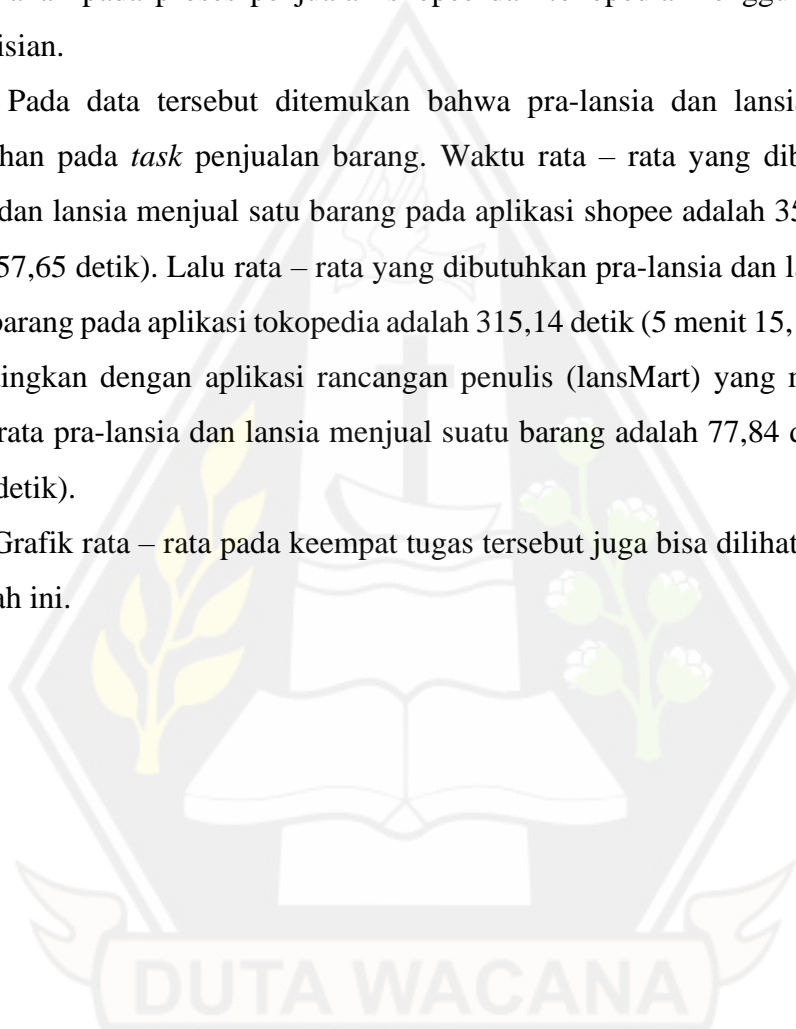 pada proses penjualan shopee dan tokopedia
isian.
Pada data tersebut ditemukan bahwa pra-lansia dan lansia
han pada task penjualan barang. Waktu rata – rata yang dib
dan lansia menjual satu barang pada aplikasi shopee adalah 35
57,65 detik). Lalu rata – rata yang dibutuhkan pra-lansia dan la
barang pada aplikasi tokopedia adalah 315,14 detik (5 menit 15,
ingkan dengan aplikasi rancangan penulis (lansMart) yang
rata pra-lansia dan lansia menjual suatu barang adalah 77,84
detik).
Grafik rata – rata pada keempat tugas tersebut juga bisa dilihat
ah ini.
DUTA WACANA